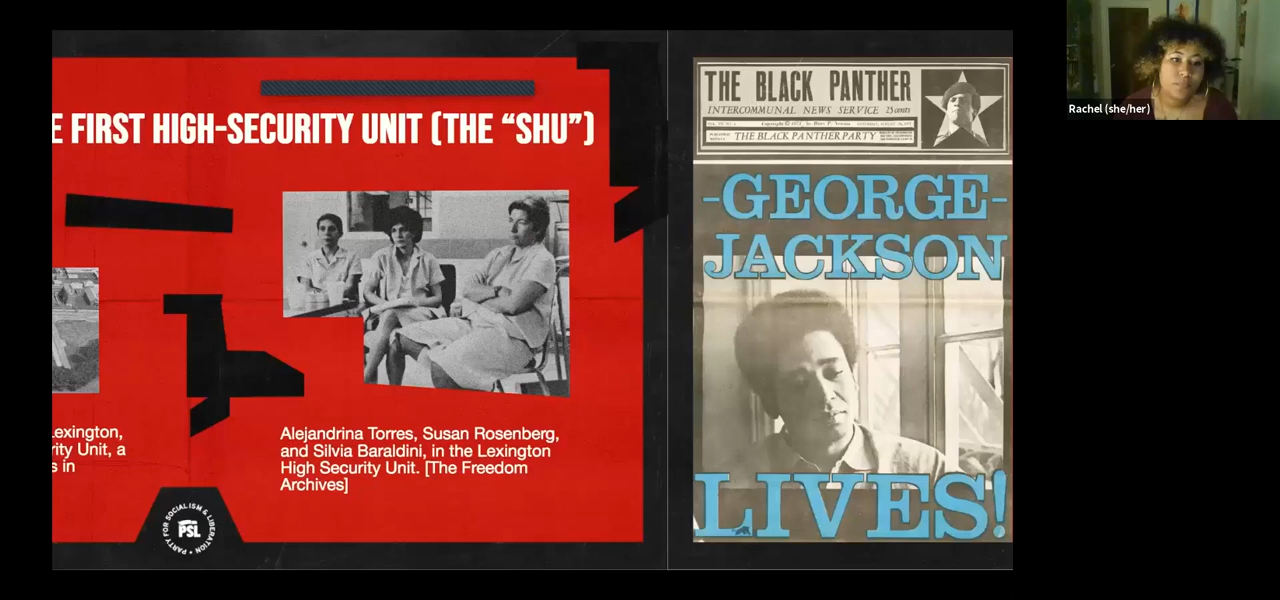 E FIRST HIGH-SECURITY UNIT (THE “SHU”)
Lexington,
rity Unit, a
s in
Alejandrina Torres, Susan Rosenberg,
and Silvia Baraldini, in the Lexington
High Security Unit. [The Freedom
Archives]
PARTY FOR SOCIALISM & LIBERATION
PSL
THE BLACK PANTHER
INTERCOMMUNAL NEWS SERVICE 25 cents
THE BLACK PANTHER PARTY
-GEORGE-
JACKSON
LIVES!
Rachel (she/her)